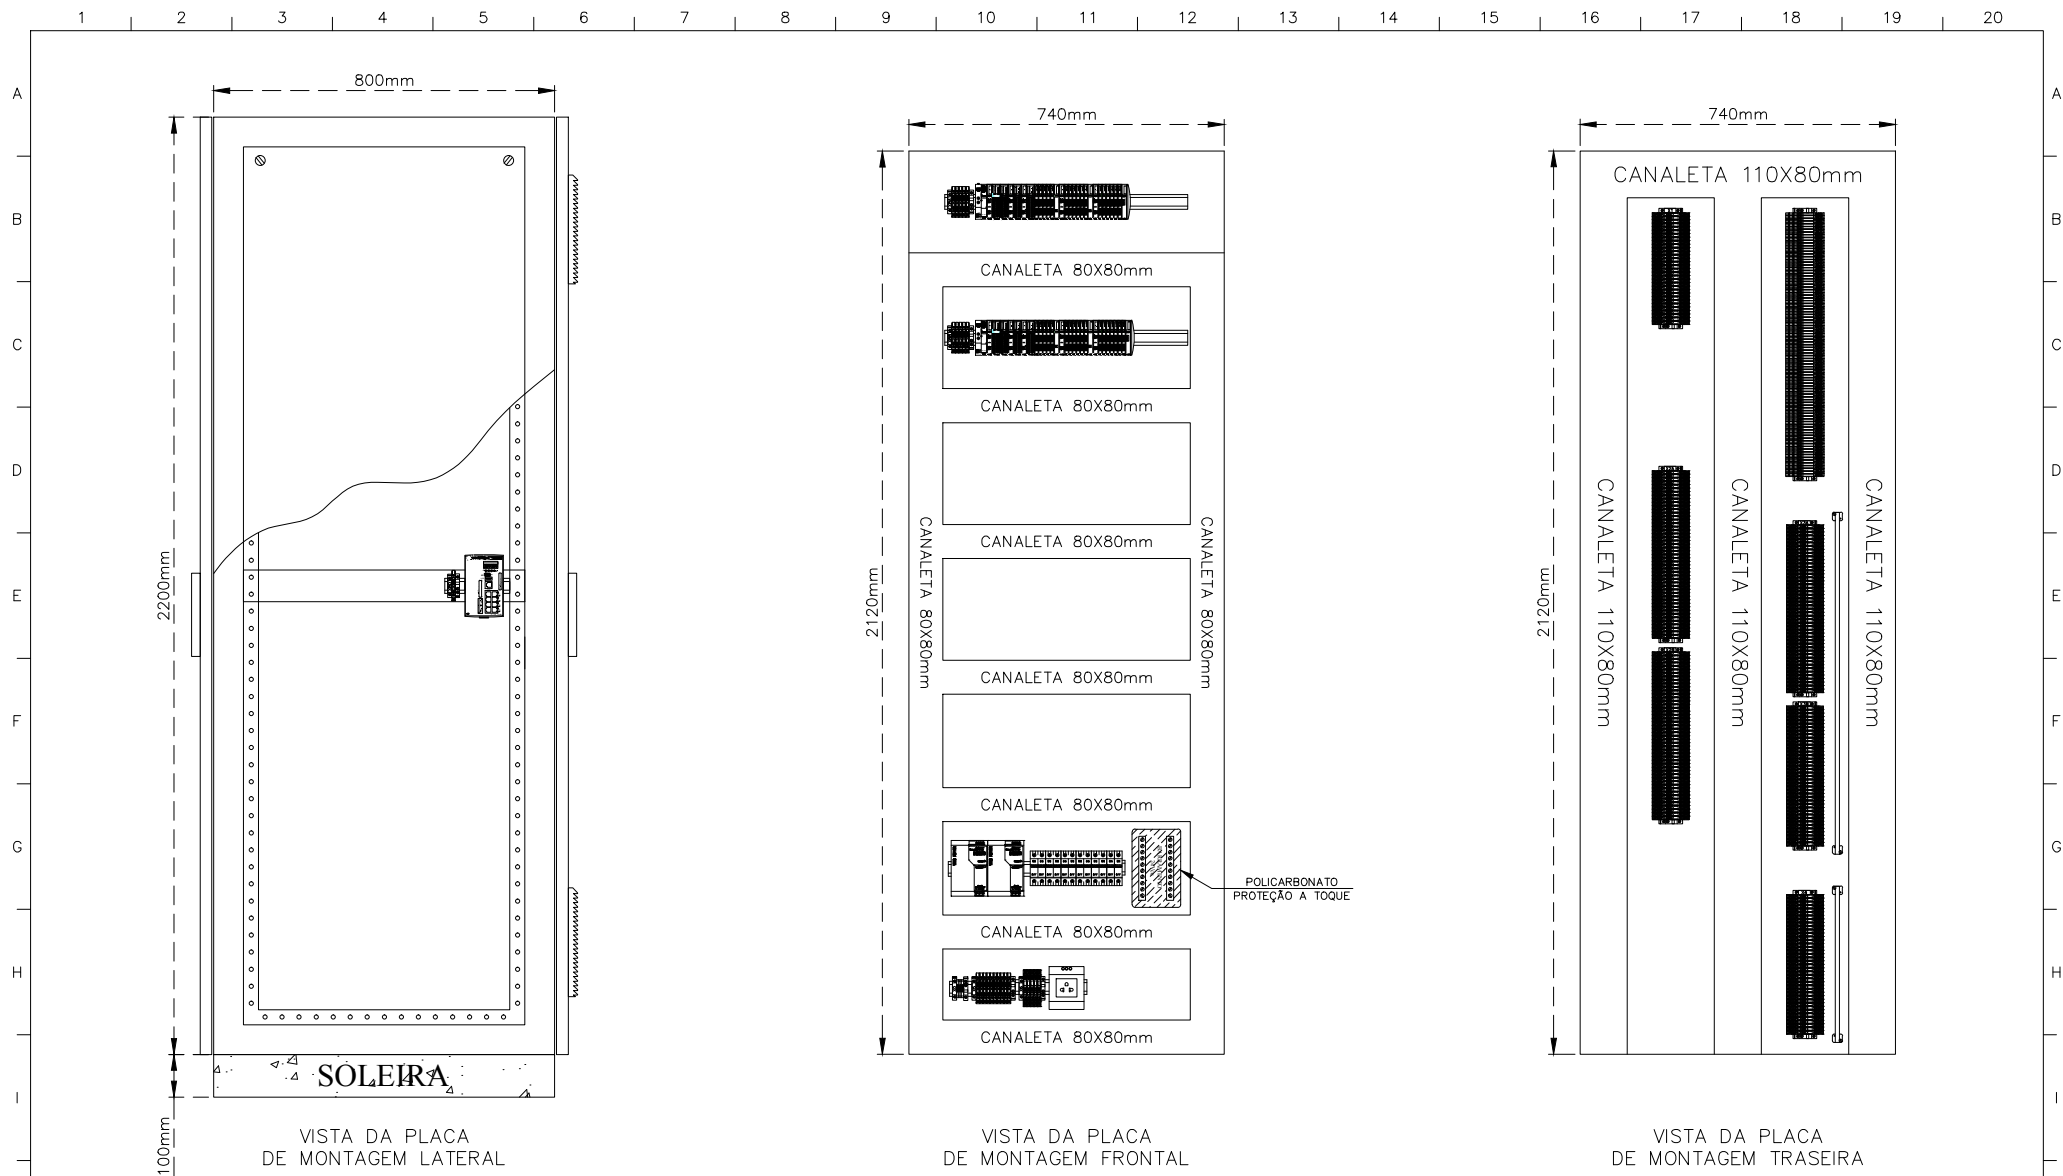 1 2 3 4 5 6 7 8 9 10 11 12 13 14 15 16 17 18 19 20
A
B
C
D
E
F
G
H
I
800mm
2200mm
100mm
SOLEIRA
VISTA DA PLACA
DE MONTAGEM LATERAL
740mm
2120mm
CANALETA 80X80mm
CANALETA 80X80mm
CANALETA 80X80mm
CANALETA 80X80mm
CANALETA 80X80mm
CANALETA 80X80mm
CANALETA 80X80mm
CANALETA 80X80mm
CANALETA 80X80mm
POLICARBONATO
PROTEÇÃO A TOQUE
VISTA DA PLACA
DE MONTAGEM FRONTAL
740mm
2120mm
CANALETA 110X80mm
CANALETA 110X80mm
CANALETA 110X80mm
CANALETA 110X80mm
VISTA DA PLACA
DE MONTAGEM TRASEIRA
A
B
C
D
E
F
G
H
I